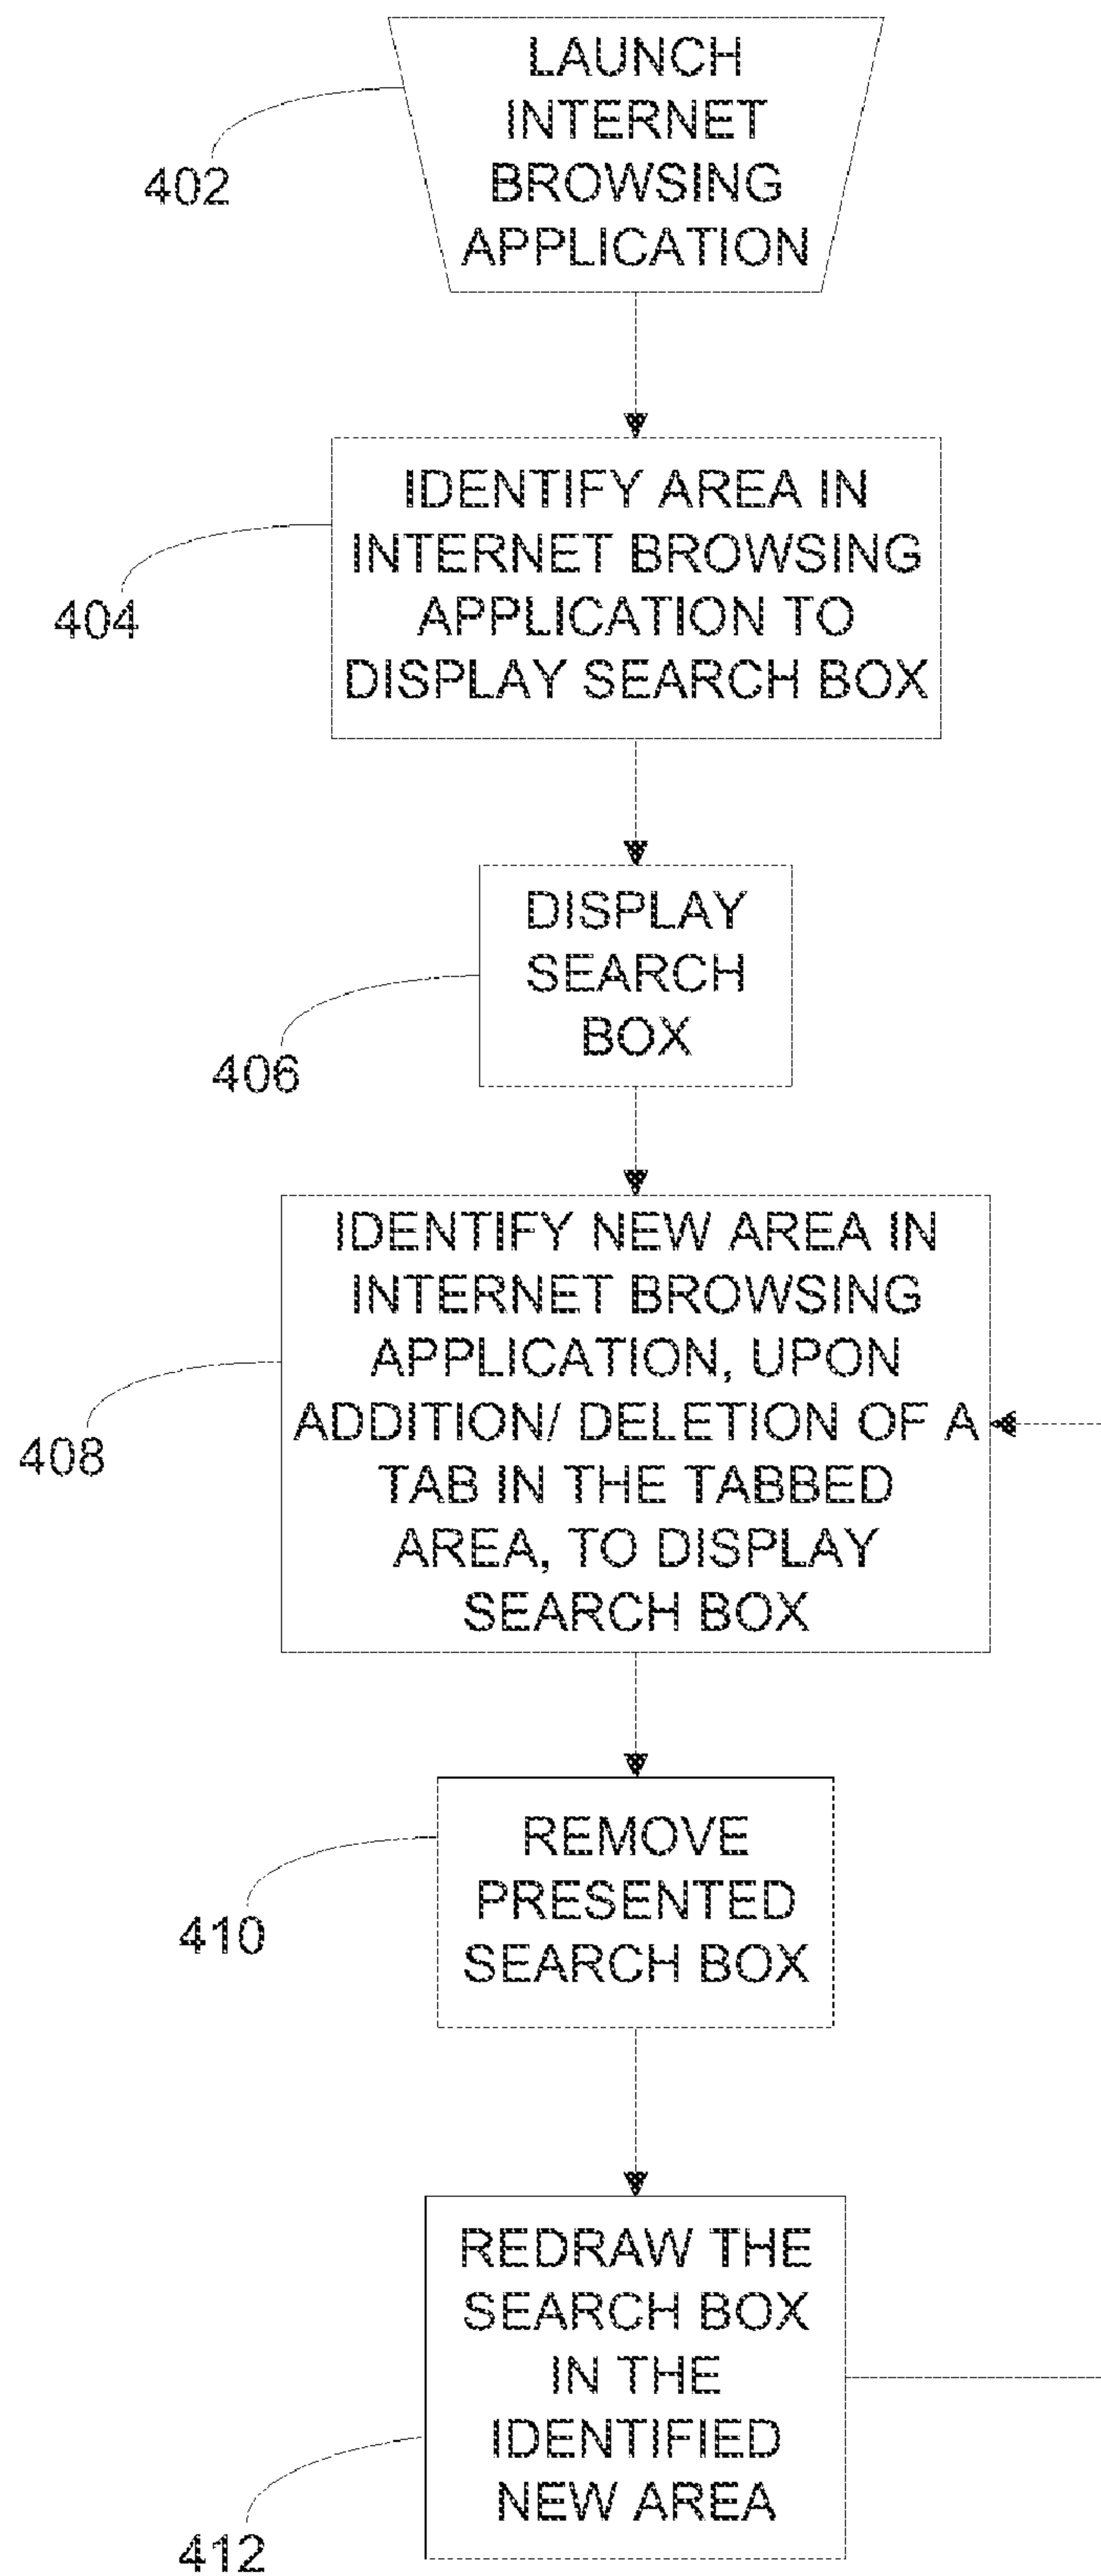 LAUNCH
INTERNET
BROWSING
APPLICATION
402
IDENTIFY AREA IN
INTERNET BROWSING
APPLICATION TO
DISPLAY SEARCH BOX
404
DISPLAY
SEARCH
BOX
406
IDENTIFY NEW AREA IN
INTERNET BROWSING
APPLICATION, UPON
ADDITION/ DELETION OF A
TAB IN THE TABBED
AREA, TO DISPLAY
SEARCH BOX
408
REMOVE
PRESENTED
SEARCH BOX
410
REDRAW THE
SEARCH BOX
IN THE
IDENTIFIED
NEW AREA
412